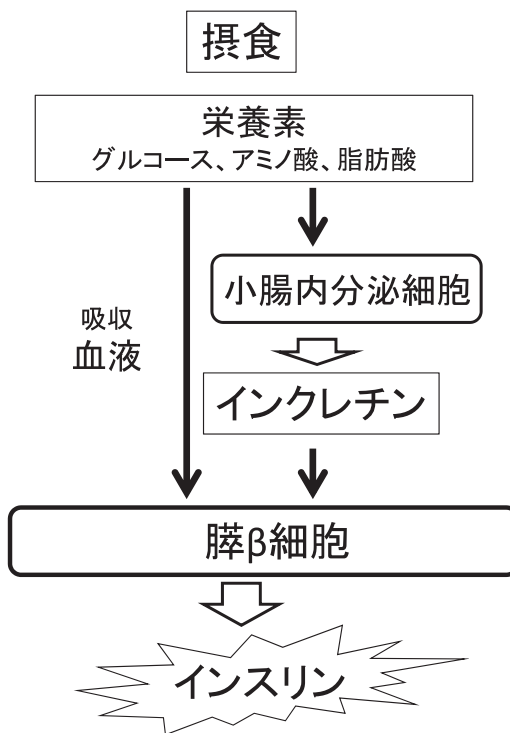 摂食
栄養素
グルコース、アミノ酸、脂肪酸
小腸内分泌細胞
吸収
血液
インクレチン
膵β細胞
インスリン